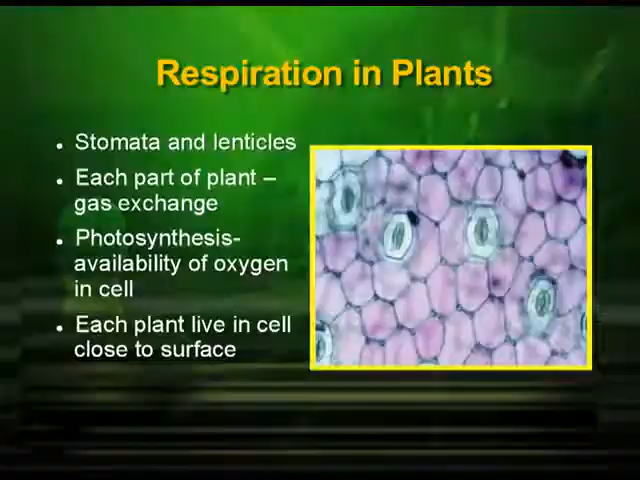 Respiration in Plants
• Stomata and lenticles
• Each part of plant –
gas exchange
• Photosynthesis-
availability of oxygen
in cell
• Each plant live in cell
close to surface